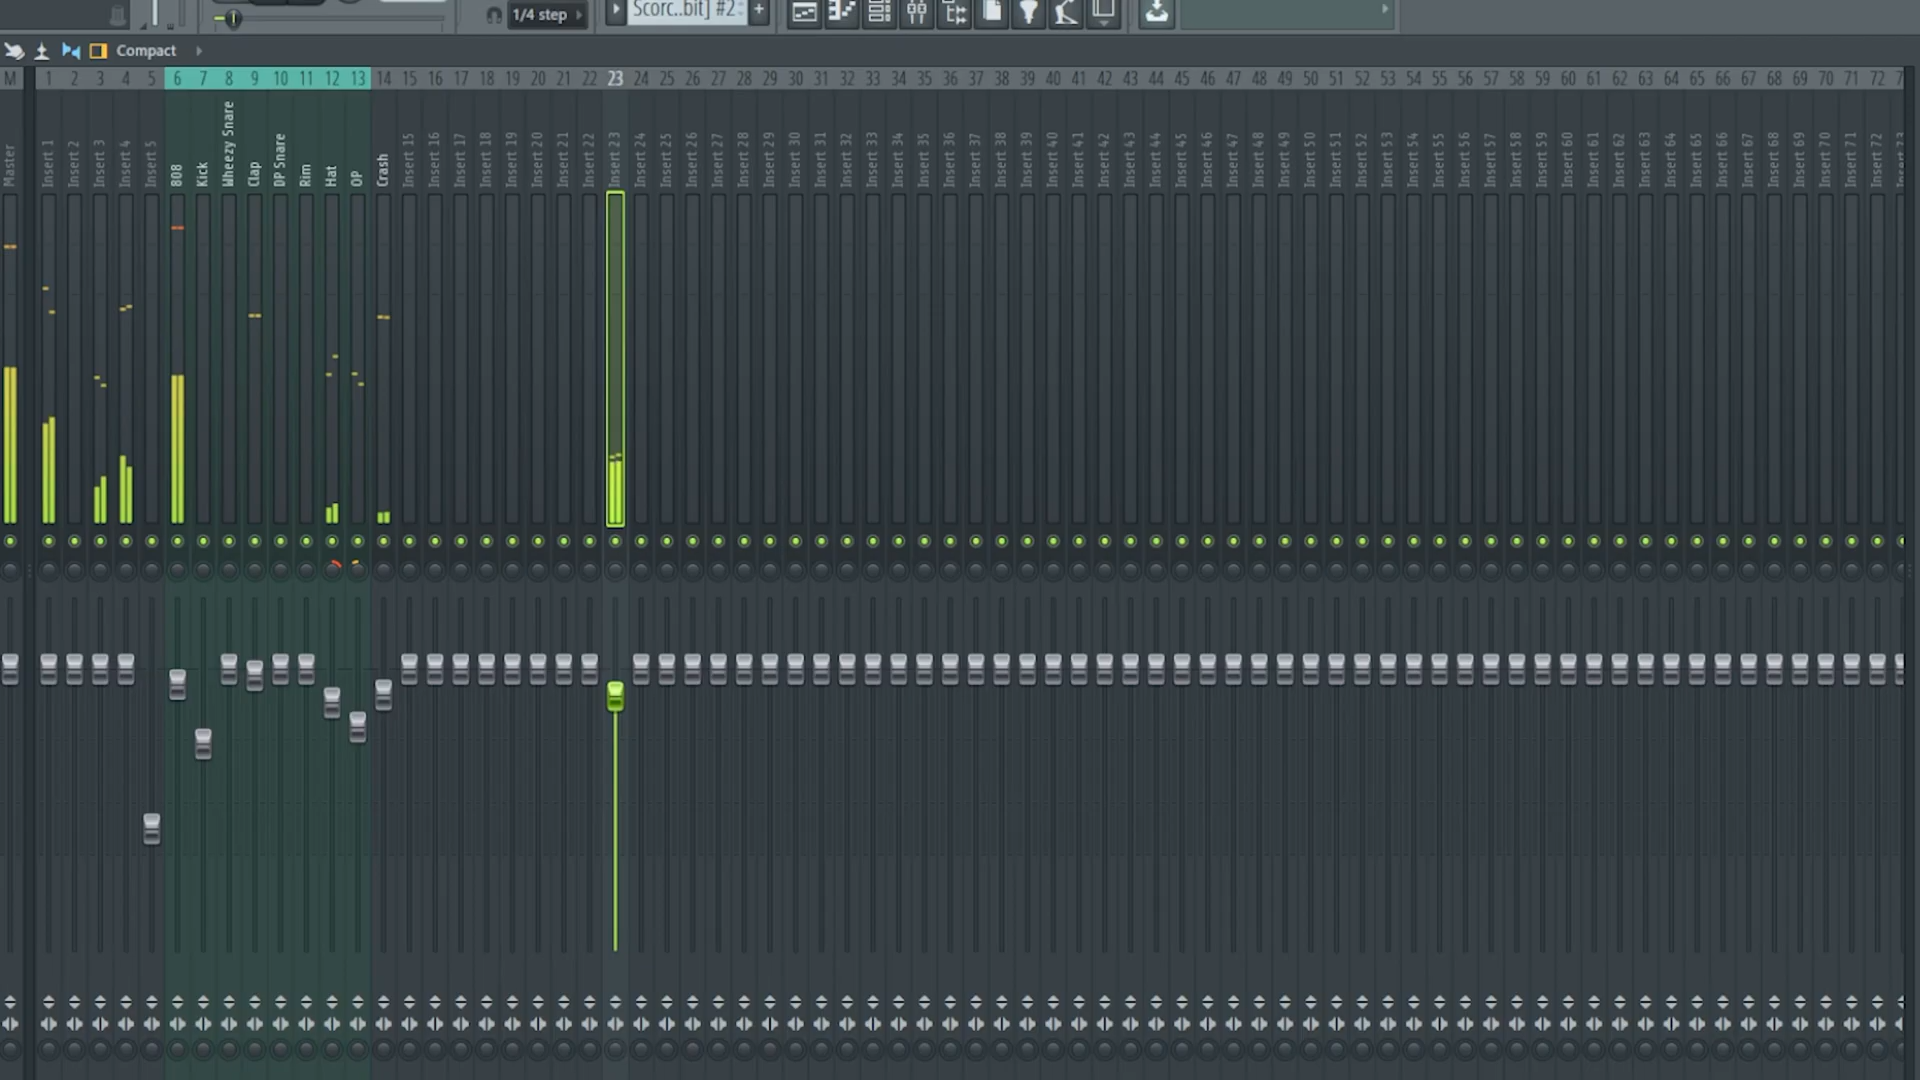 1/4 step
Scorc..bit] #2
Compact
M 1 2 3 4 5 6 7 8 9 10 11 12 13 14 15 16 17 18 19 20 21 22 23 24 25 26 27 28 29 30 31 32 33 34 35 36 37 38 39 40 41 42 43 44 45 46 47 48 49 50 51 52 53 54 55 56 57 58 59 60 61 62 63 64 65 66 67 68 69 70 71 72
Master
Insert 1
Insert 2
Insert 3
Insert 4
Insert 5
808
Kick
Wheezy Snare
Clap
DP Snare
Rim
Hat
OP
Crash
Insert 15
Insert 16
Insert 17
Insert 18
Insert 19
Insert 20
Insert 21
Insert 22
Insert 23
Insert 24
Insert 25
Insert 26
Insert 27
Insert 28
Insert 29
Insert 30
Insert 31
Insert 32
Insert 33
Insert 34
Insert 35
Insert 36
Insert 37
Insert 38
Insert 39
Insert 40
Insert 41
Insert 42
Insert 43
Insert 44
Insert 45
Insert 46
Insert 47
Insert 48
Insert 49
Insert 50
Insert 51
Insert 52
Insert 53
Insert 54
Insert 55
Insert 56
Insert 57
Insert 58
Insert 59
Insert 60
Insert 61
Insert 62
Insert 63
Insert 64
Insert 65
Insert 66
Insert 67
Insert 68
Insert 69
Insert 70
Insert 71
Insert 72